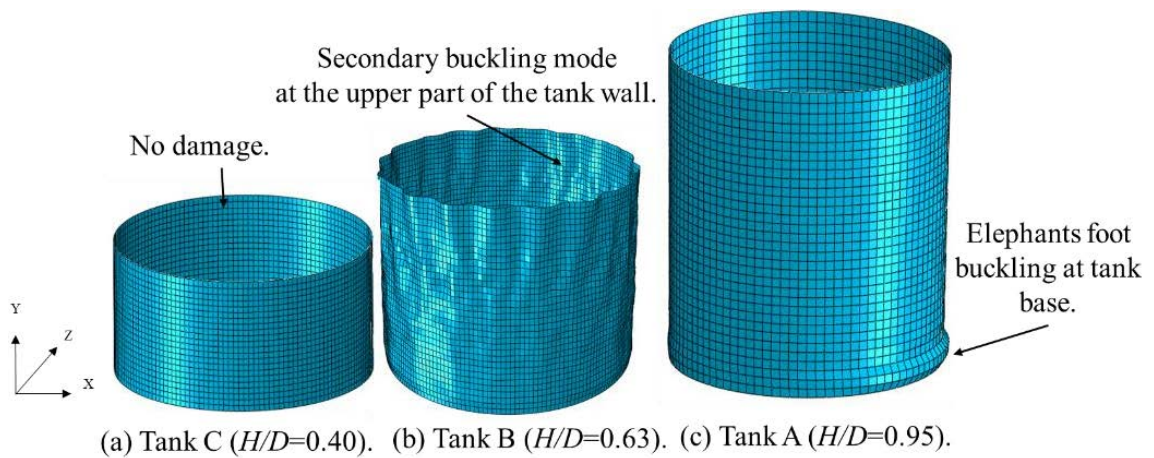 Secondary buckling mode
at the upper part of the tank wall.
No damage.
Elephants foot
buckling at tank
base.
Y
Z
X
(a) Tank C (H/D=0.40). (b) Tank B (H/D=0.63). (c) Tank A (H/D=0.95).